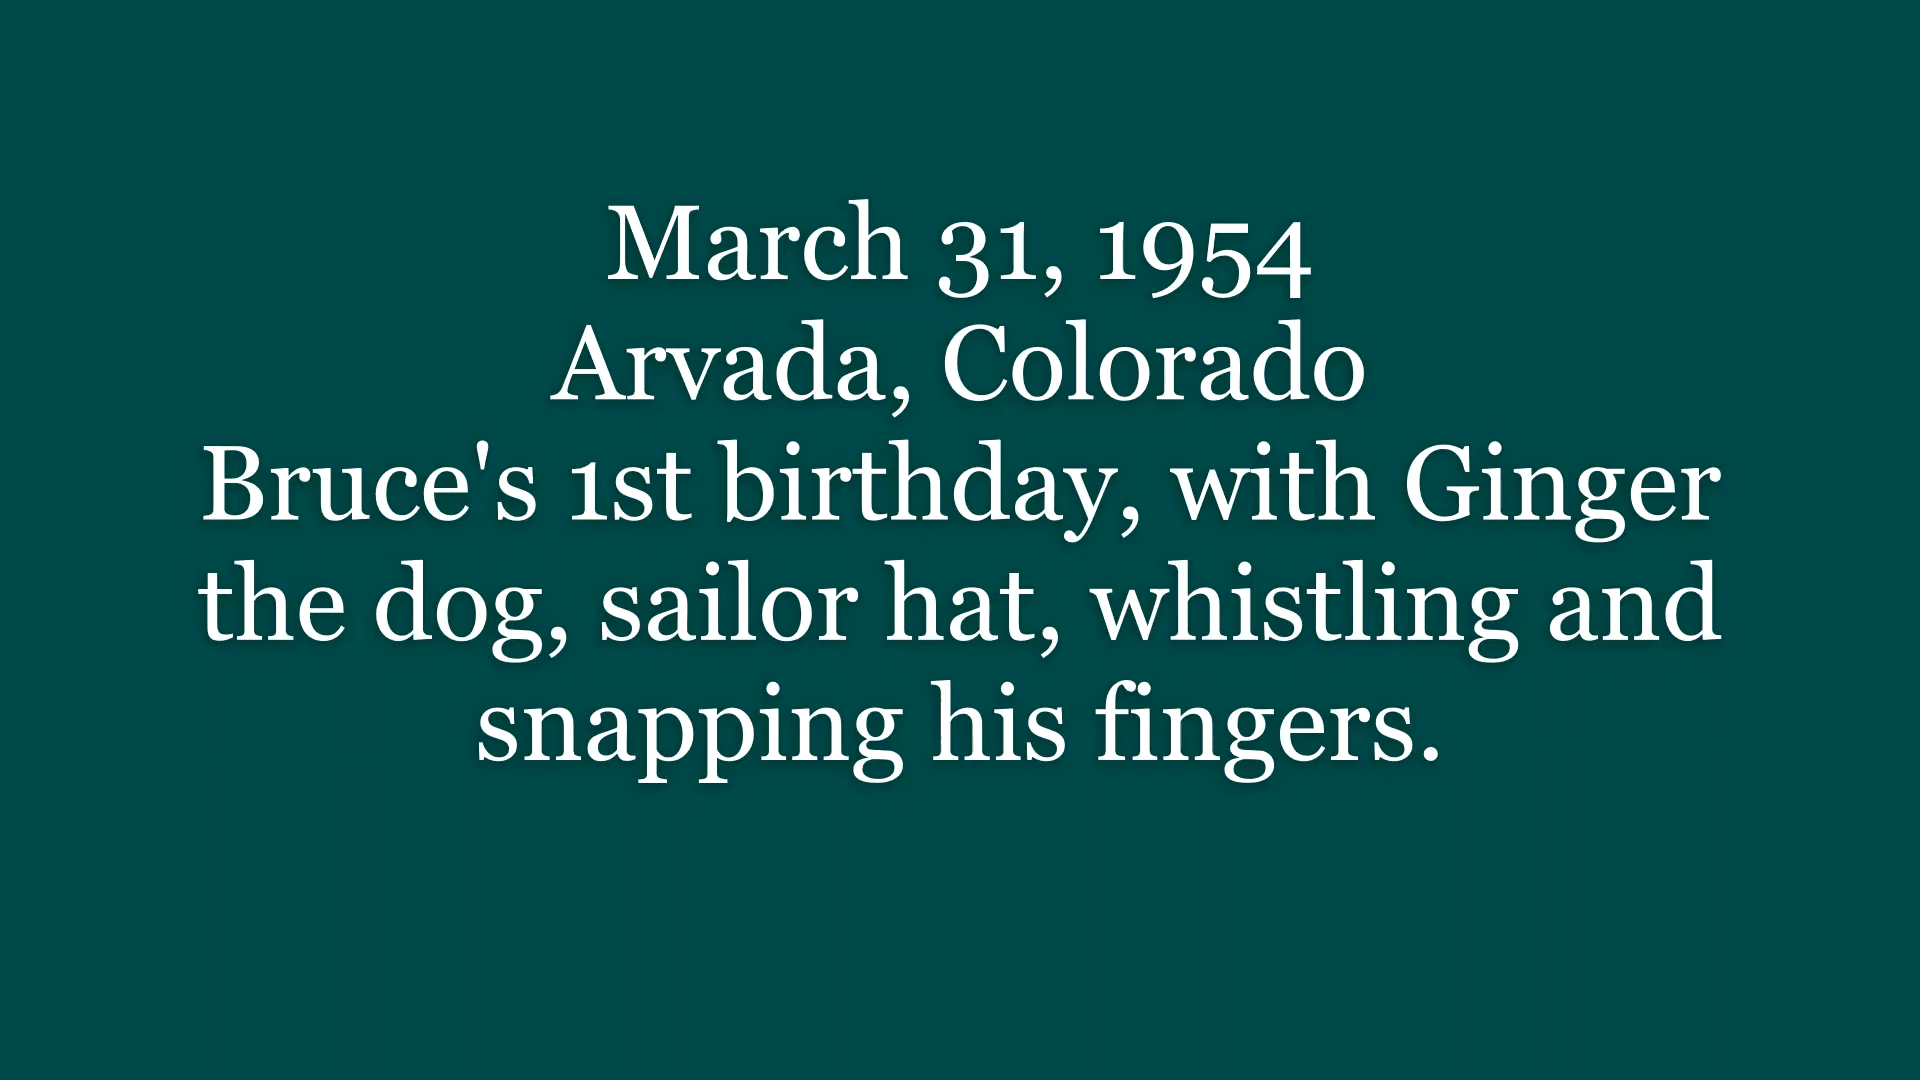 March 31, 1954
Arvada, Colorado
Bruce's 1st birthday, with Ginger
the dog, sailor hat, whistling and
snapping his fingers.